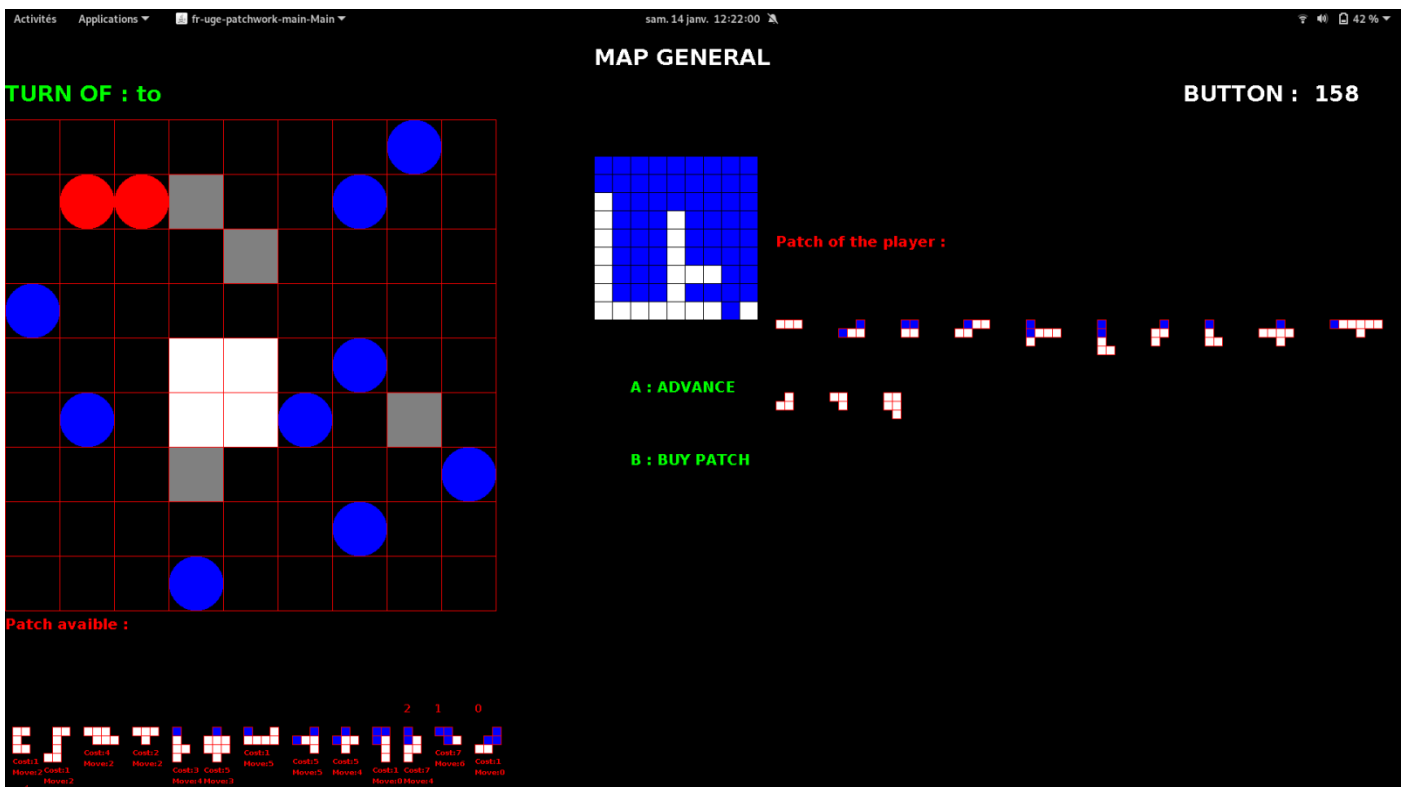 Activités Applications fr-uge-patchwork-main-Main sam. 14 janv. 12:22:00 42 %
MAP GENERAL
TURN OF : to
BUTTON : 158
Patch of the player :
A : ADVANCE
B : BUY PATCH
Patch avaible :
2 1 0
Cost:1
Move:2
Cost:1
Move:2
Cost:4
Move:2
Cost:2
Move:2
Cost:3
Move:4
Cost:5
Move:3
Cost:1
Move:5
Cost:5
Move:5
Cost:5
Move:4
Cost:1
Move:0
Cost:7
Move:4
Cost:7
Move:6
Cost:1
Move:0